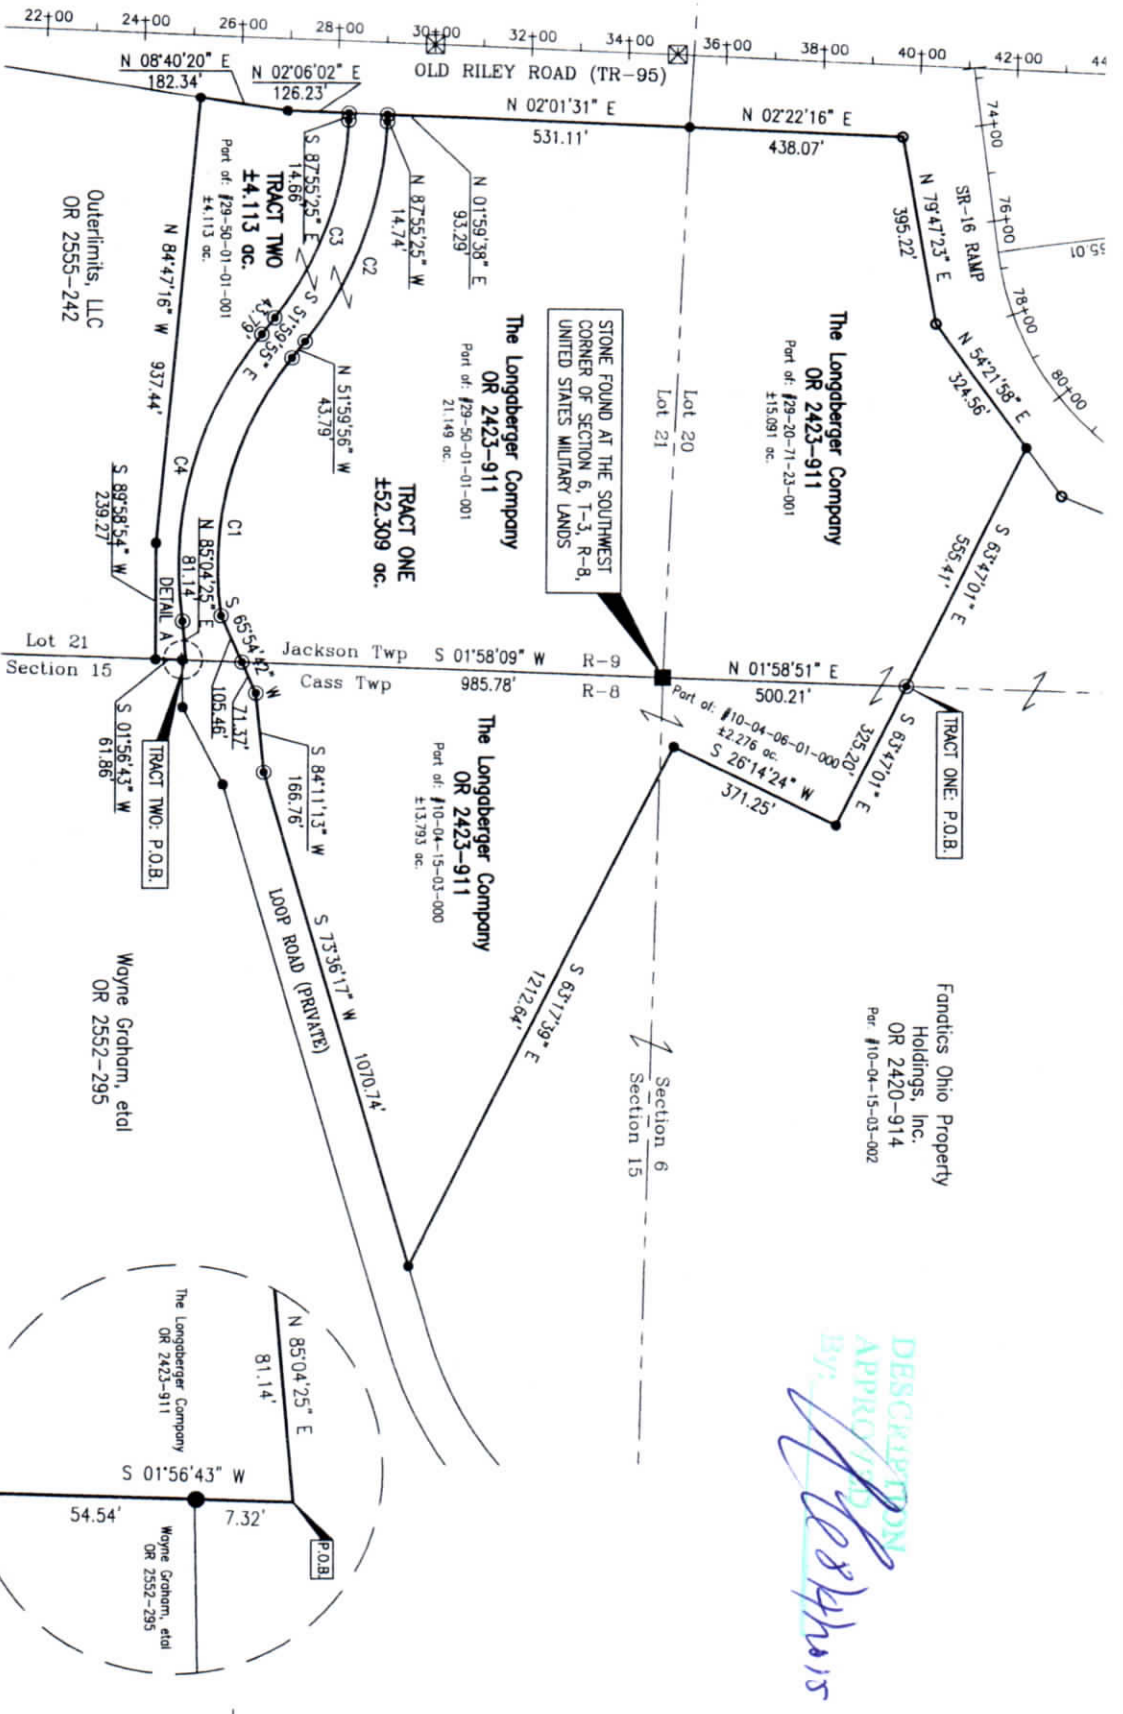 22+00 24+00 26+00 28+00 30+00 32+00 34+00 36+00 38+00 40+00 42+00 44
OLD RILEY ROAD (TR-95)
N 08°40'20" E
182.34'
N 02°06'02" E
126.23'
N 02°01'31" E
531.11'
N 02°22'16" E
438.07'
74+00
76+00
78+00
80+00
55.01
SR-16 RAMP
N 79°47'23" E
395.22'
N 54°21'58" E
324.56'
S 63°47'01" E
555.41'
The Longaberger Company
OR 2423-911
Part of: #29-20-71-23-001
±15.091 ac.
Lot 20
Lot 21
STONE FOUND AT THE SOUTHWEST
CORNER OF SECTION 6, T-3, R-8,
UNITED STATES MILITARY LANDS
N 01°59'38" E
93.29'
N 87°55'25" W
14.74'
S 87°55'25" E
14.66'
TRACT TWO
±4.113 ac.
Part of: #29-50-01-01-001
±4.113 ac.
C3
C2
S 51°59'55" E
43.79'
N 51°59'56" W
43.79'
The Longaberger Company
OR 2423-911
Part of: #29-50-01-01-001
21.149 ac.
TRACT ONE
±52.309 ac.
Outerlimits, LLC
OR 2555-242
N 84°47'16" W 937.44'
C4
C1
S 89°58'54" W
239.27'
N 85°04'25" E
81.14'
DETAIL A
S 65°54'42" W
105.46'
71.37'
Lot 21
Section 15
Jackson Twp
Cass Twp
S 01°58'09" W
985.78'
R-9
R-8
N 01°58'51" E
500.21'
TRACT ONE: P.O.B.
S 63°47'01" E
325.20'
Part of: #10-04-06-01-000
±2.276 ac.
S 26°14'24" W
371.25'
S 01°56'43" W
61.86'
TRACT TWO: P.O.B.
S 84°11'13" W
166.76'
The Longaberger Company
OR 2423-911
Part of: #10-04-15-03-000
±13.793 ac.
S 73°36'17" W 1070.74'
LOOP ROAD (PRIVATE)
S 63°17'39" E
1212.64'
Section 6
Section 15
Fanatics Ohio Property
Holdings, Inc.
OR 2420-914
Par. #10-04-15-03-002
Wayne Graham, etal
OR 2552-295
DESCRIPTION
APPROVED
By:
N 85°04'25" E
81.14'
The Longaberger Company
OR 2423-911
S 01°56'43" W
54.54'
7.32'
P.O.B.
Wayne Graham, etal
OR 2552-295